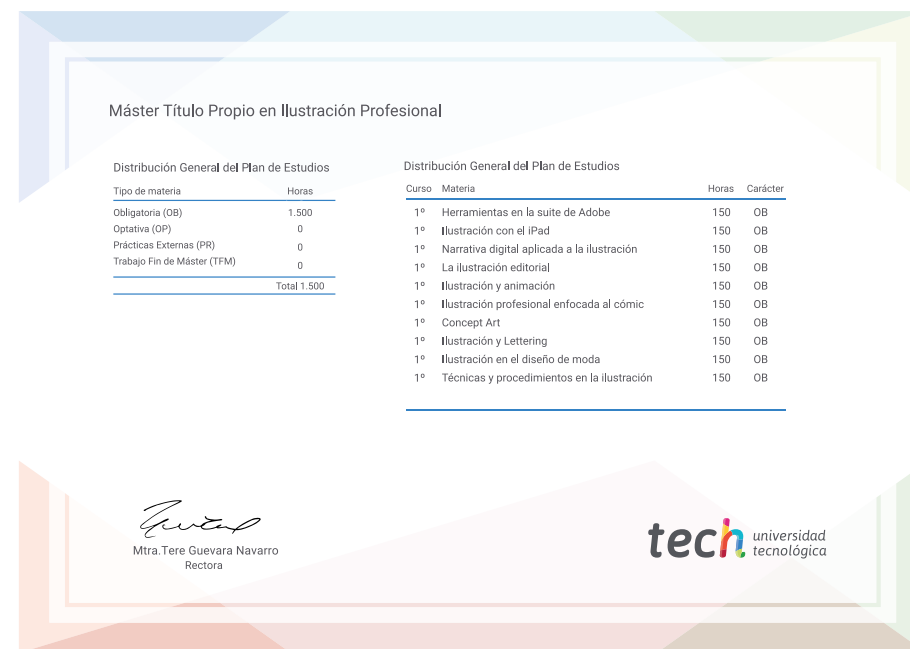 Máster Título Propio en Ilustración Profesional
Distribución General del Plan de Estudios
Tipo de materia Horas
Obligatoria (OB) 1.500
Optativa (OP) 0
Prácticas Externas (PR) 0
Trabajo Fin de Máster (TFM) 0
Total 1.500
Distribución General del Plan de Estudios
Curso Materia Horas Carácter
1º Herramientas en la suite de Adobe 150 OB
1º Ilustración con el iPad 150 OB
1º Narrativa digital aplicada a la ilustración 150 OB
1º La ilustración editorial 150 OB
1º Ilustración y animación 150 OB
1º Ilustración profesional enfocada al cómic 150 OB
1º Concept Art 150 OB
1º Ilustración y Lettering 150 OB
1º Ilustración en el diseño de moda 150 OB
1º Técnicas y procedimientos en la ilustración 150 OB
Mtra.Tere Guevara Navarro
Rectora
tech universidad
tecnológica